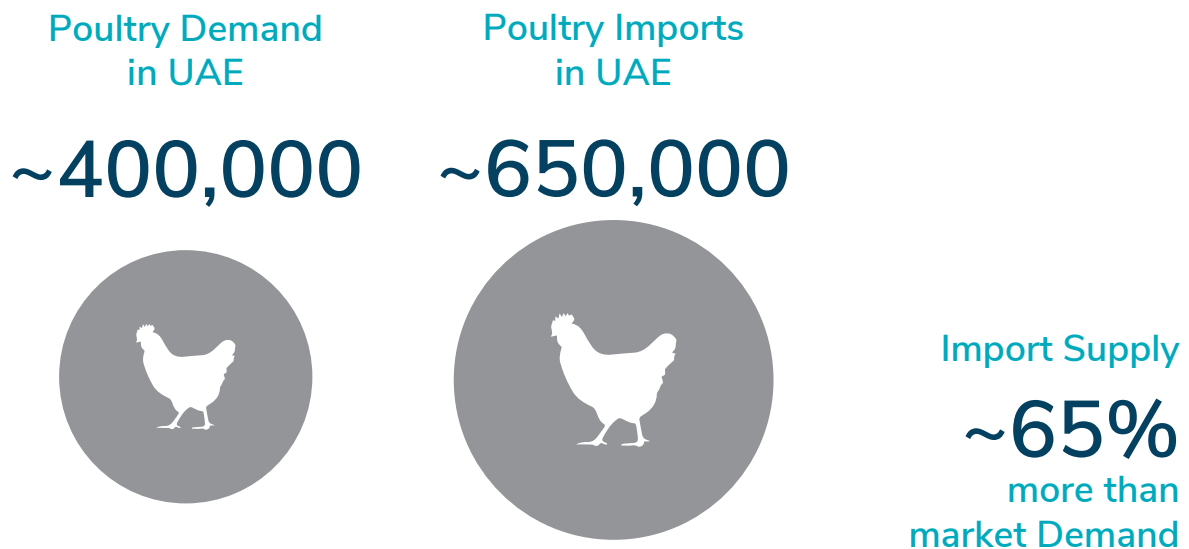 Poultry Demand
in UAE
~400,000
Poultry Imports
in UAE
~650,000
Import Supply
~65%
more than
market Demand